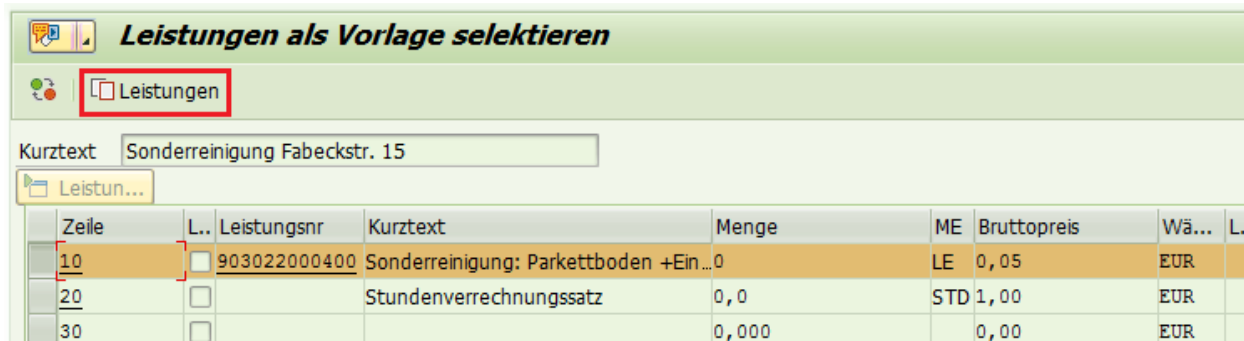 Leistungen als Vorlage selektieren
Leistungen
Kurztext Sonderreinigung Fabeckstr. 15
Leistun...
Zeile L.. Leistungsnr Kurztext Menge ME Bruttopreis Wä... L.
10 903022000400 Sonderreinigung: Parkettboden +Ein... 0 LE 0,05 EUR
20 Stundenverrechnungssatz 0,0 STD 1,00 EUR
30 0,000 0,00 EUR